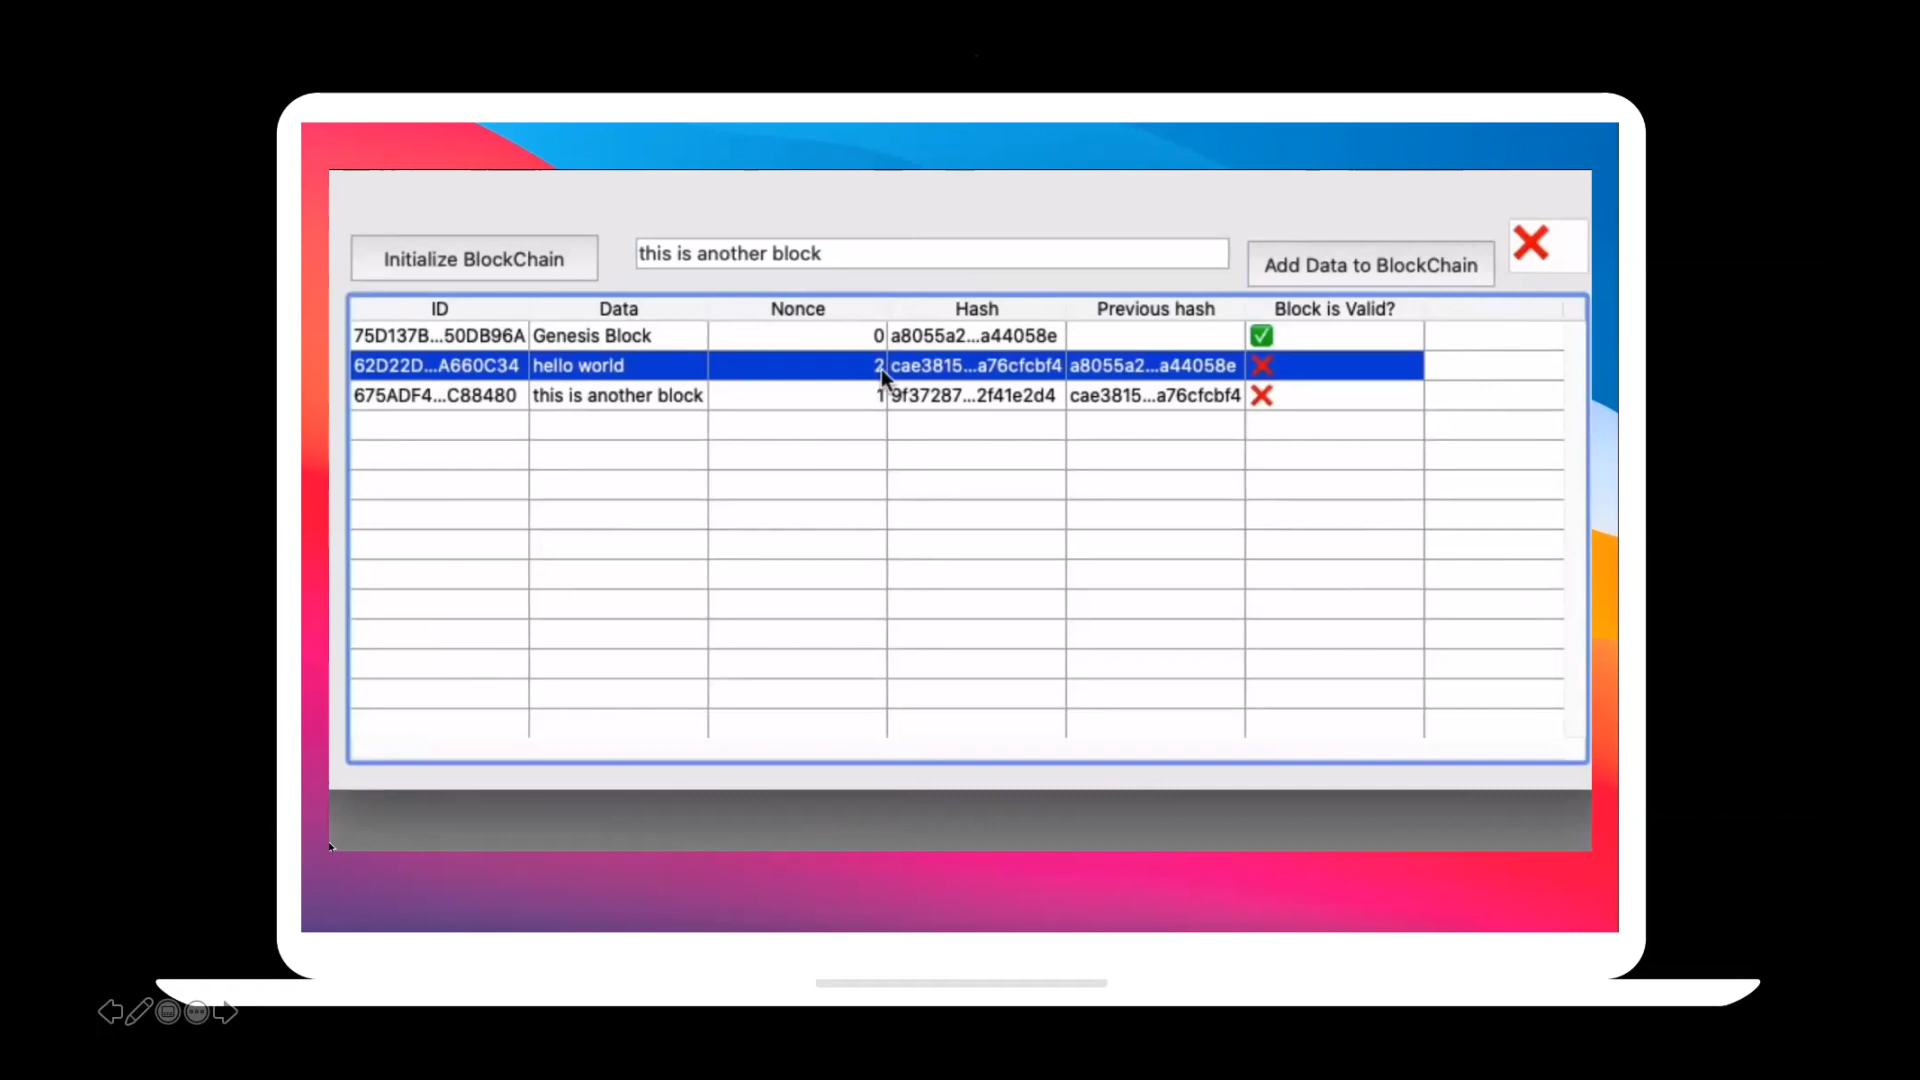 Initialize BlockChain this is another block Add Data to BlockChain
ID Data Nonce Hash Previous hash Block is Valid?
75D137B...50DB96A Genesis Block 0 a8055a2...a44058e
62D22D...A660C34 hello world 2 cae3815...a76cfcbf4 a8055a2...a44058e
675ADF4...C88480 this is another block 1 9f37287...2f41e2d4 cae3815...a76cfcbf4